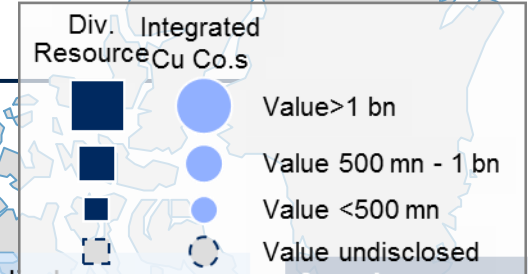 Div. Integrated
Resource Cu Co.s
Value>1 bn
Value 500 mn - 1 bn
Value <500 mn
Value undisclosed